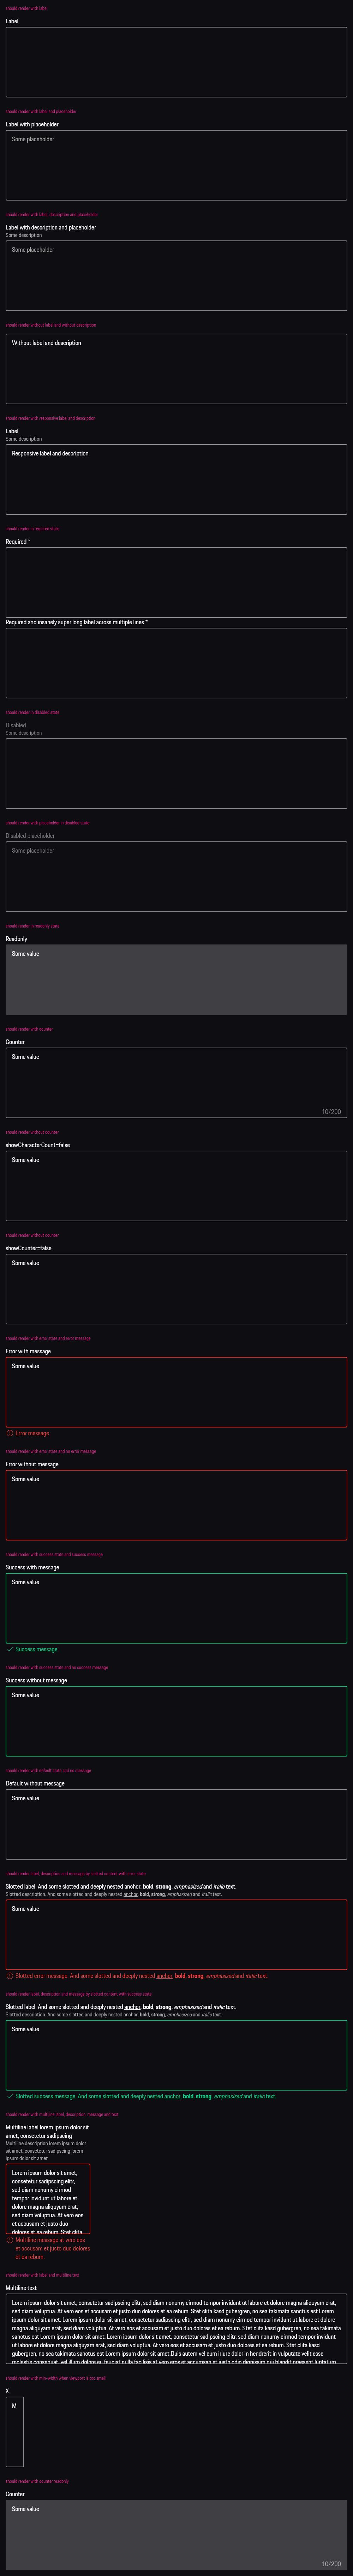 should render with label
Label
should render with label and placeholder
Label with placeholder
Some placeholder
should render with label, description and placeholder
Label with description and placeholder
Some description
Some placeholder
should render without label and without description
Without label and description
should render with responsive label and description
Label
Some description
Responsive label and description
should render in required state
Required *
Required and insanely super long label across multiple lines *
should render in disabled state
Disabled
Some description
should render with placeholder in disabled state
Disabled placeholder
Some placeholder
should render in readonly state
Readonly
Some value
should render with counter
Counter
Some value
10/200
should render without counter
showCharacterCount=false
Some value
should render without counter
showCounter=false
Some value
should render with error state and error message
Error with message
Some value
Error message
should render with error state and no error message
Error without message
Some value
should render with success state and success message
Success with message
Some value
Success message
should render with success state and no success message
Success without message
Some value
should render with default state and no message
Default without message
Some value
should render label, description and message by slotted content with error state
Slotted label. And some slotted and deeply nested anchor, bold, strong, emphasized and italic text.
Slotted description. And some slotted and deeply nested anchor, bold, strong, emphasized and italic text.
Some value
Slotted error message. And some slotted and deeply nested anchor, bold, strong, emphasized and italic text.
should render label, description and message by slotted content with success state
Slotted label. And some slotted and deeply nested anchor, bold, strong, emphasized and italic text.
Slotted description. And some slotted and deeply nested anchor, bold, strong, emphasized and italic text.
Some value
Slotted success message. And some slotted and deeply nested anchor, bold, strong, emphasized and italic text.
should render with multiline label, description, message and text
Multiline label lorem ipsum dolor sit
amet, consetetur sadipscing
Multiline description lorem ipsum dolor
sit amet, consetetur sadipscing lorem
ipsum dolor sit amet
Lorem ipsum dolor sit amet,
consetetur sadipscing elitr,
sed diam nonumy eirmod
tempor invidunt ut labore et
dolore magna aliquyam erat,
sed diam voluptua. At vero eos
et accusam et justo duo
dolores et ea rebum. Stet clita
Multiline message at vero eos
et accusam et justo duo dolores
et ea rebum.
should render with label and multiline text
Multiline text
Lorem ipsum dolor sit amet, consetetur sadipscing elitr, sed diam nonumy eirmod tempor invidunt ut labore et dolore magna aliquyam erat,
sed diam voluptua. At vero eos et accusam et justo duo dolores et ea rebum. Stet clita kasd gubergren, no sea takimata sanctus est Lorem
ipsum dolor sit amet. Lorem ipsum dolor sit amet, consetetur sadipscing elitr, sed diam nonumy eirmod tempor invidunt ut labore et dolore
magna aliquyam erat, sed diam voluptua. At vero eos et accusam et justo duo dolores et ea rebum. Stet clita kasd gubergren, no sea takimata
sanctus est Lorem ipsum dolor sit amet. Lorem ipsum dolor sit amet, consetetur sadipscing elitr, sed diam nonumy eirmod tempor invidunt
ut labore et dolore magna aliquyam erat, sed diam voluptua. At vero eos et accusam et justo duo dolores et ea rebum. Stet clita kasd
gubergren, no sea takimata sanctus est Lorem ipsum dolor sit amet.Duis autem vel eum iriure dolor in hendrerit in vulputate velit esse
molestie consequat, vel illum dolore eu feugiat nulla facilisis at vero eros et accumsan et iusto odio dignissim qui blandit praesent luptatum
should render with min-width when viewport is too small
X
M
should render with counter readonly
Counter
Some value
10/200